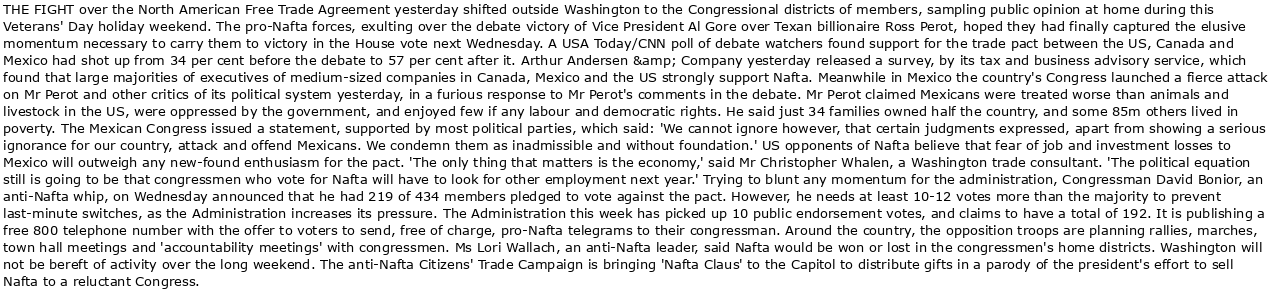 THE FIGHT over the North American Free Trade Agreement yesterday shifted outside Washington to the Congressional districts of members, sampling public opinion at home during this
Veterans' Day holiday weekend. The pro-Nafta forces, exulting over the debate victory of Vice President Al Gore over Texan billionaire Ross Perot, hoped they had finally captured the elusive
momentum necessary to carry them to victory in the House vote next Wednesday. A USA Today/CNN poll of debate watchers found support for the trade pact between the US, Canada and
Mexico had shot up from 34 per cent before the debate to 57 per cent after it. Arthur Andersen &amp; Company yesterday released a survey, by its tax and business advisory service, which
found that large majorities of executives of medium-sized companies in Canada, Mexico and the US strongly support Nafta. Meanwhile in Mexico the country's Congress launched a fierce attack
on Mr Perot and other critics of its political system yesterday, in a furious response to Mr Perot's comments in the debate. Mr Perot claimed Mexicans were treated worse than animals and
livestock in the US, were oppressed by the government, and enjoyed few if any labour and democratic rights. He said just 34 families owned half the country, and some 85m others lived in
poverty. The Mexican Congress issued a statement, supported by most political parties, which said: 'We cannot ignore however, that certain judgments expressed, apart from showing a serious
ignorance for our country, attack and offend Mexicans. We condemn them as inadmissible and without foundation.' US opponents of Nafta believe that fear of job and investment losses to
Mexico will outweigh any new-found enthusiasm for the pact. 'The only thing that matters is the economy,' said Mr Christopher Whalen, a Washington trade consultant. 'The political equation
still is going to be that congressmen who vote for Nafta will have to look for other employment next year.' Trying to blunt any momentum for the administration, Congressman David Bonior, an
anti-Nafta whip, on Wednesday announced that he had 219 of 434 members pledged to vote against the pact. However, he needs at least 10-12 votes more than the majority to prevent
last-minute switches, as the Administration increases its pressure. The Administration this week has picked up 10 public endorsement votes, and claims to have a total of 192. It is publishing a
free 800 telephone number with the offer to voters to send, free of charge, pro-Nafta telegrams to their congressman. Around the country, the opposition troops are planning rallies, marches,
town hall meetings and 'accountability meetings' with congressmen. Ms Lori Wallach, an anti-Nafta leader, said Nafta would be won or lost in the congressmen's home districts. Washington will
not be bereft of activity over the long weekend. The anti-Nafta Citizens' Trade Campaign is bringing 'Nafta Claus' to the Capitol to distribute gifts in a parody of the president's effort to sell
Nafta to a reluctant Congress.